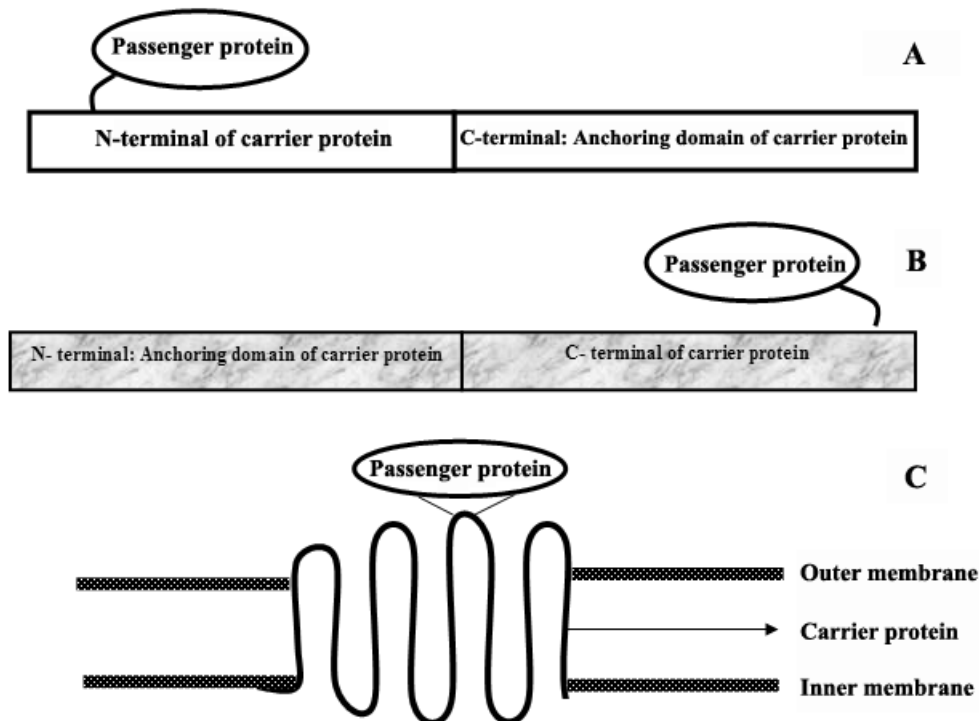 Passenger protein
A
N-terminal of carrier protein
C-terminal: Anchoring domain of carrier protein
Passenger protein
B
N- terminal: Anchoring domain of carrier protein
C- terminal of carrier protein
Passenger protein
C
Outer membrane
Carrier protein
Inner membrane